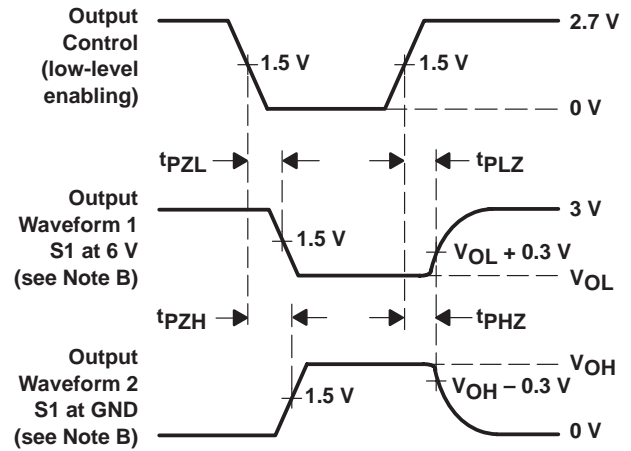 Output
Control
(low-level
enabling)
2.7 V
1.5 V
1.5 V
0 V
tPZL
tPLZ
Output
Waveform 1
S1 at 6 V
(see Note B)
3 V
1.5 V
VOL + 0.3 V
VOL
tPZH
tPHZ
Output
Waveform 2
S1 at GND
(see Note B)
VOH
1.5 V
VOH – 0.3 V
0 V